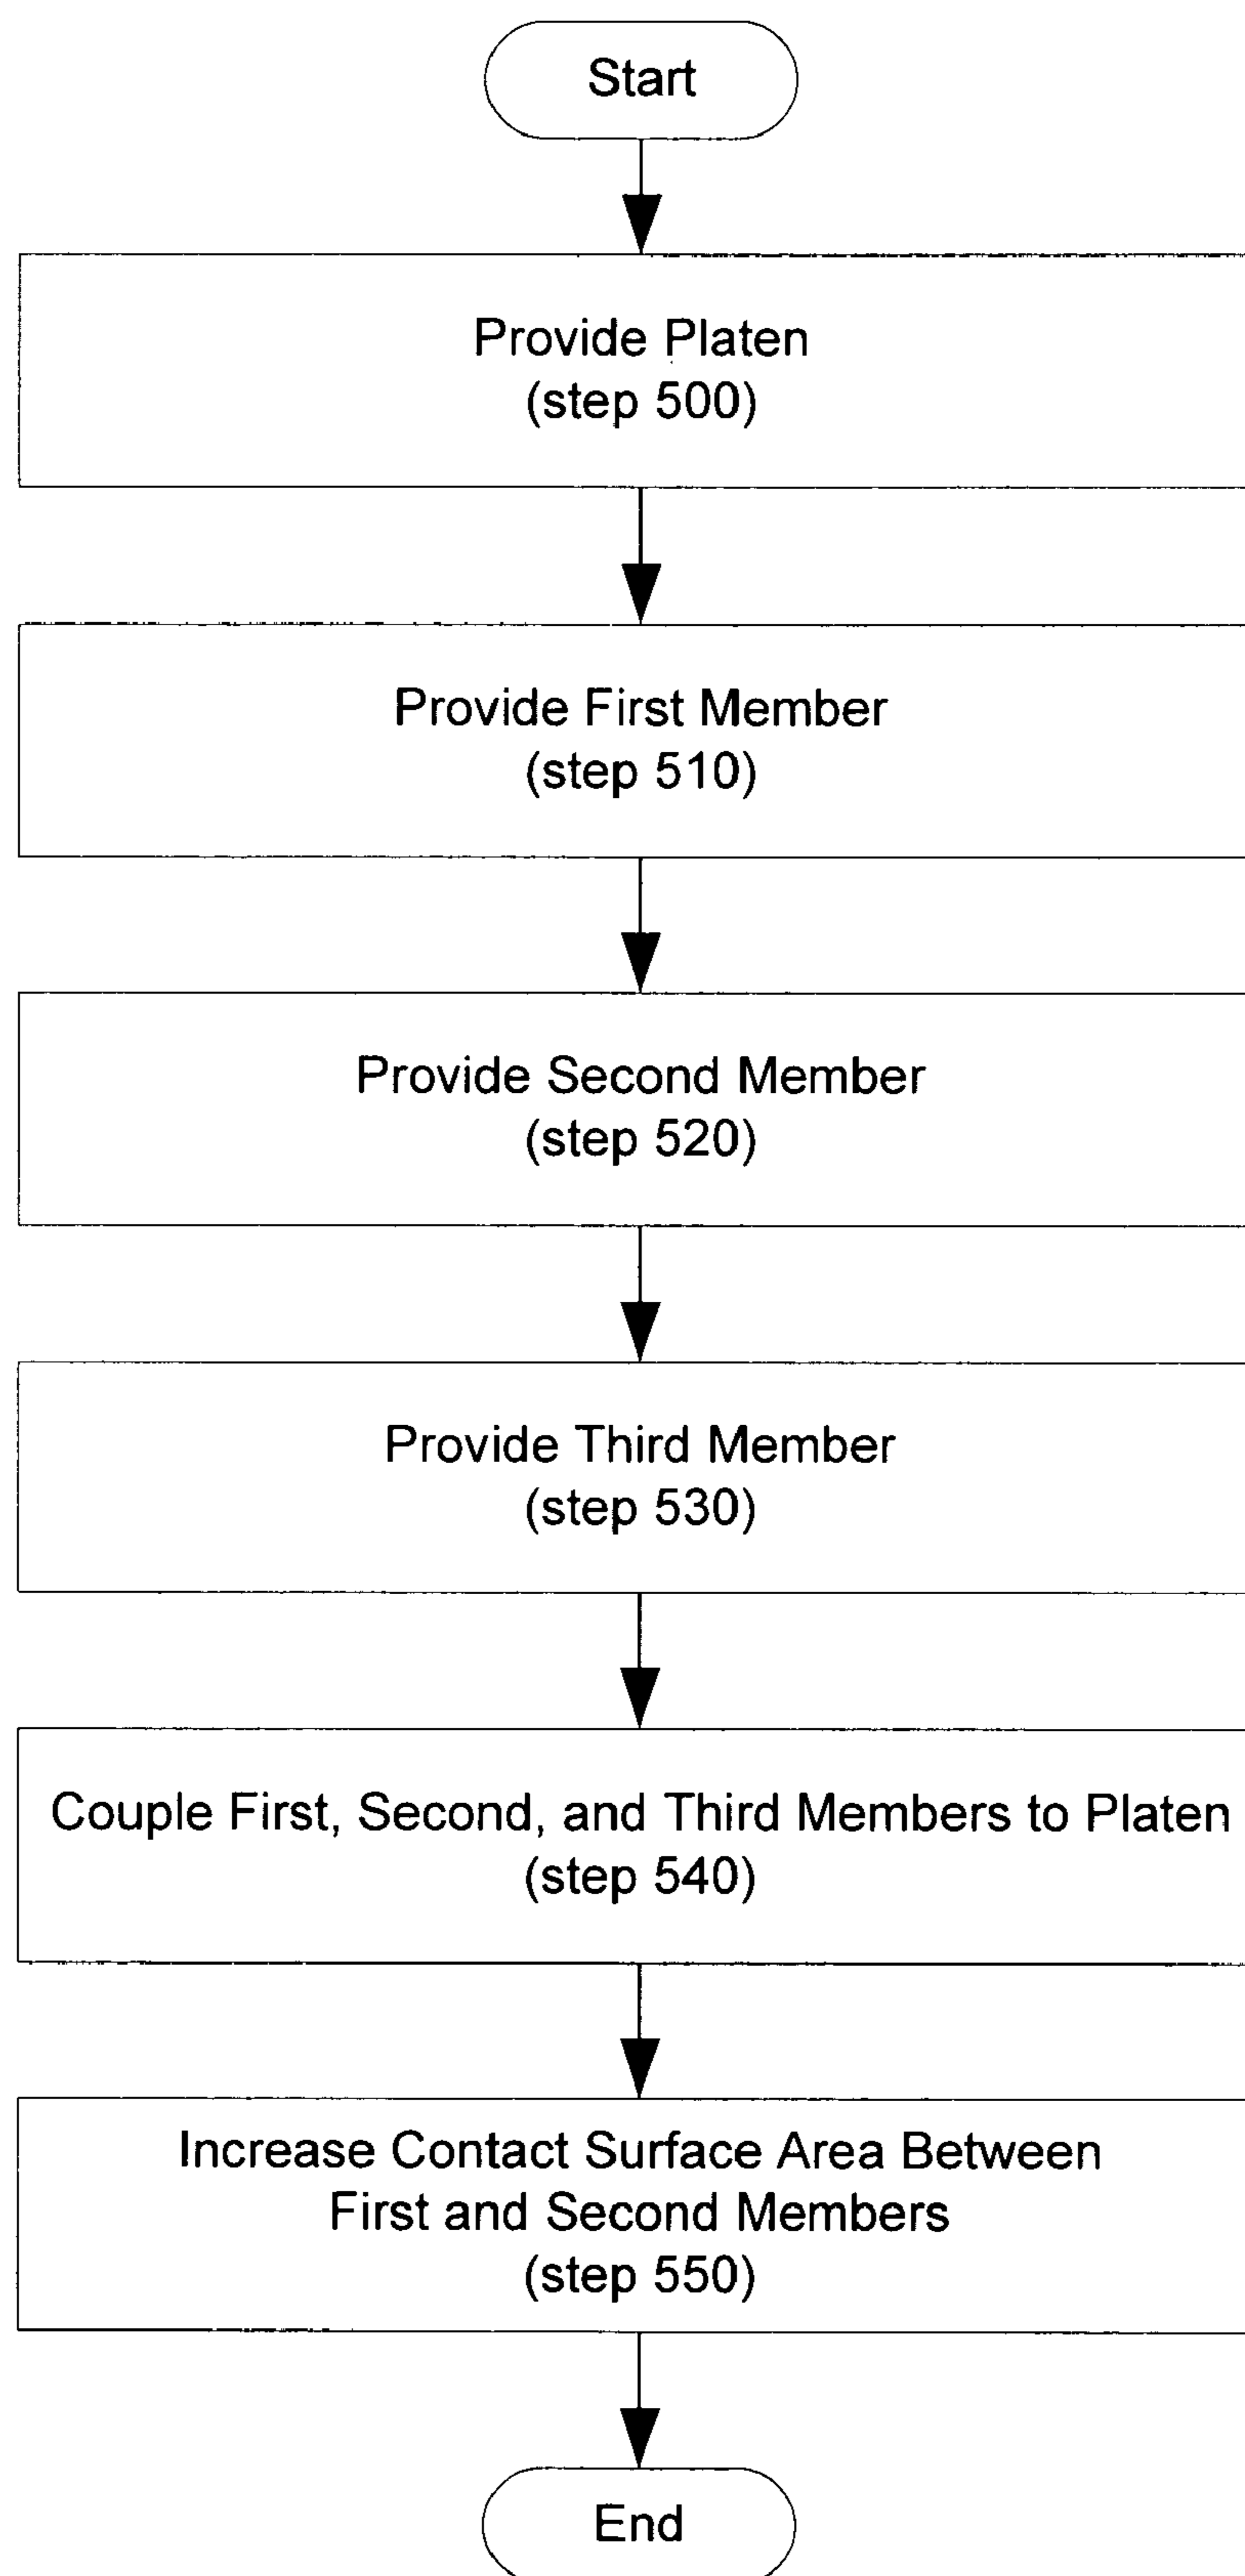 Start
Provide Platen
(step 500)
Provide First Member
(step 510)
Provide Second Member
(step 520)
Provide Third Member
(step 530)
Couple First, Second, and Third Members to Platen
(step 540)
Increase Contact Surface Area Between
First and Second Members
(step 550)
End